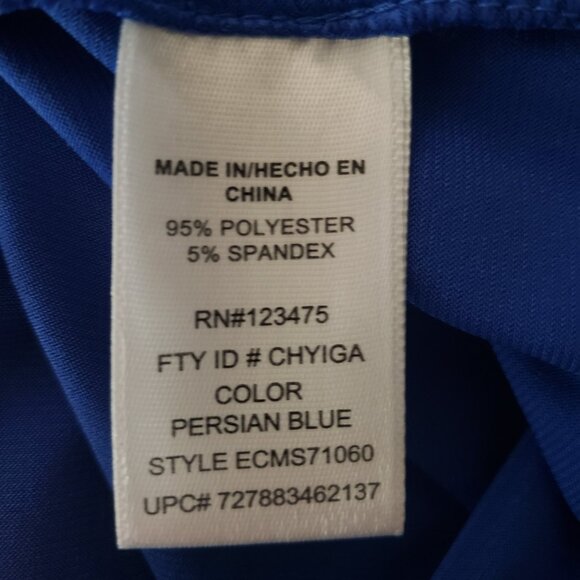 MADE IN/HECHO EN
CHINA
95% POLYESTER
5% SPANDEX
RN#123475
FTY ID # CHYIGA
COLOR
PERSIAN BLUE
STYLE ECMS71060
UPC# 727883462137